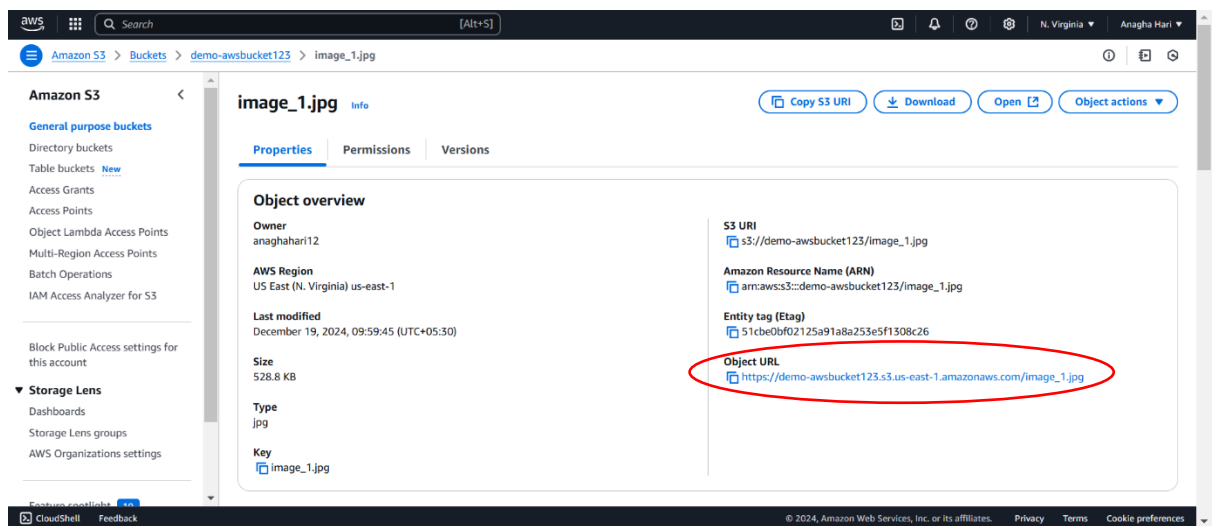 aws
Search
[Alt+S]
N. Virginia ▼
Anagha Hari ▼
Amazon S3 > Buckets > demo-awsbucket123 > image_1.jpg
Amazon S3
General purpose buckets
Directory buckets
Table buckets New
Access Grants
Access Points
Object Lambda Access Points
Multi-Region Access Points
Batch Operations
IAM Access Analyzer for S3
Block Public Access settings for
this account
▼ Storage Lens
Dashboards
Storage Lens groups
AWS Organizations settings
Feature spotlight 10
image_1.jpg Info
Copy S3 URI
Download
Open
Object actions ▼
Properties
Permissions
Versions
Object overview
Owner
anaghahari12
AWS Region
US East (N. Virginia) us-east-1
Last modified
December 19, 2024, 09:59:45 (UTC+05:30)
Size
528.8 KB
Type
jpg
Key
image_1.jpg
S3 URI
s3://demo-awsbucket123/image_1.jpg
Amazon Resource Name (ARN)
arn:aws:s3:::demo-awsbucket123/image_1.jpg
Entity tag (Etag)
51cbe0bf02125a91a8a253e5f1308c26
Object URL
https://demo-awsbucket123.s3.us-east-1.amazonaws.com/image_1.jpg
CloudShell
Feedback
© 2024, Amazon Web Services, Inc. or its affiliates.
Privacy
Terms
Cookie preferences